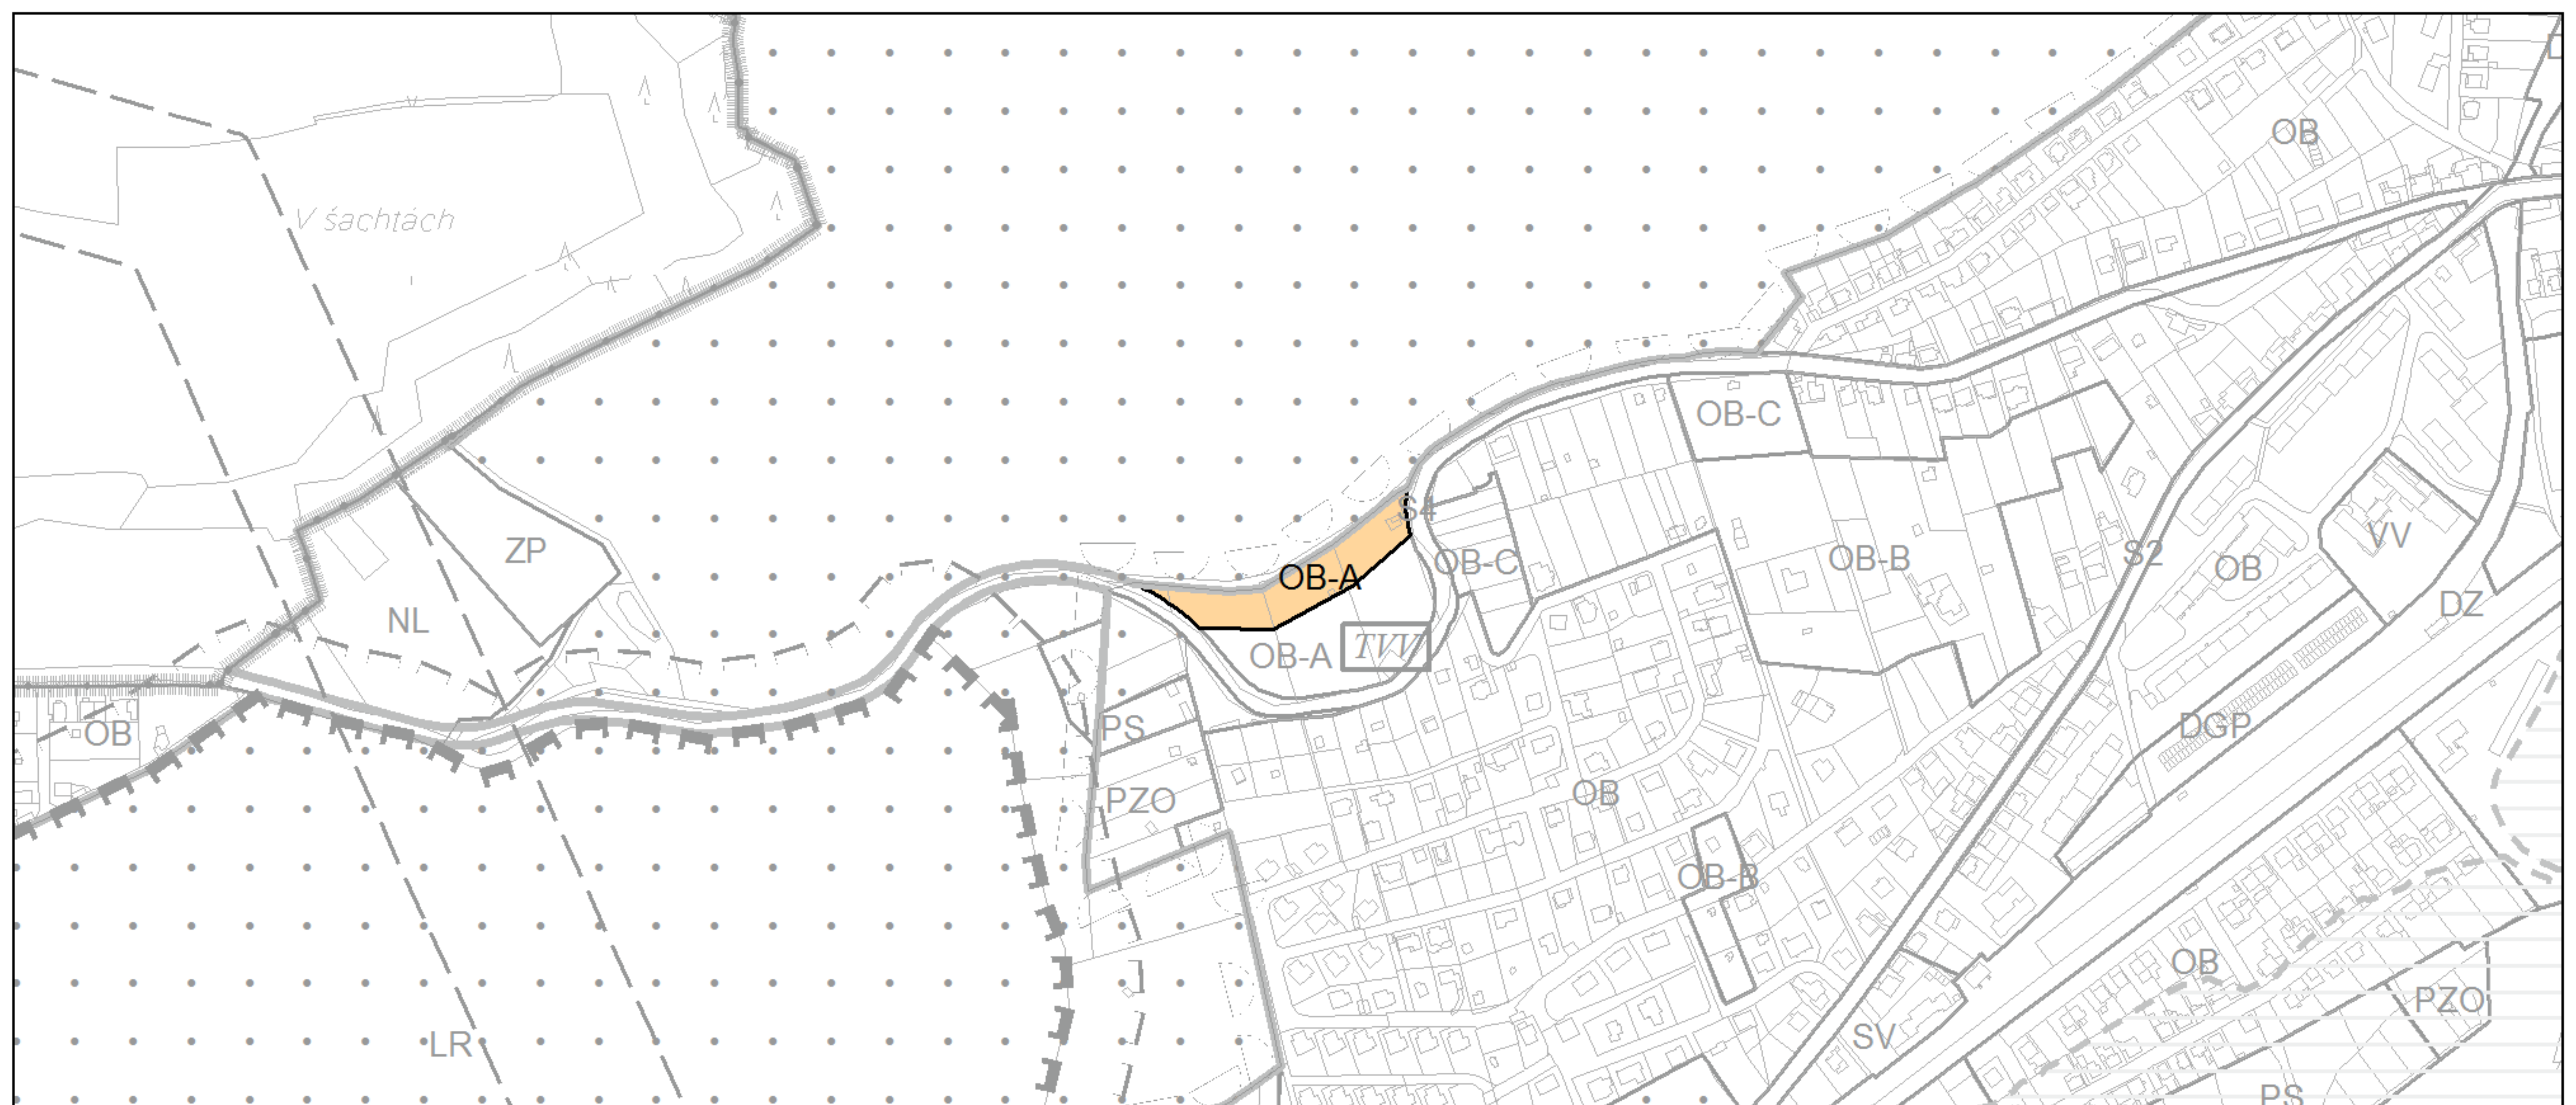 OB
V šachtách
OB-C
S4
VV
ZP
OB-C
OB-B
S2
OB
OB-A
DZ
NL
OB-A
TVV
DGP
PS
OB
PZO
OB
OB-B
OB
PZO
SV
LR
PS